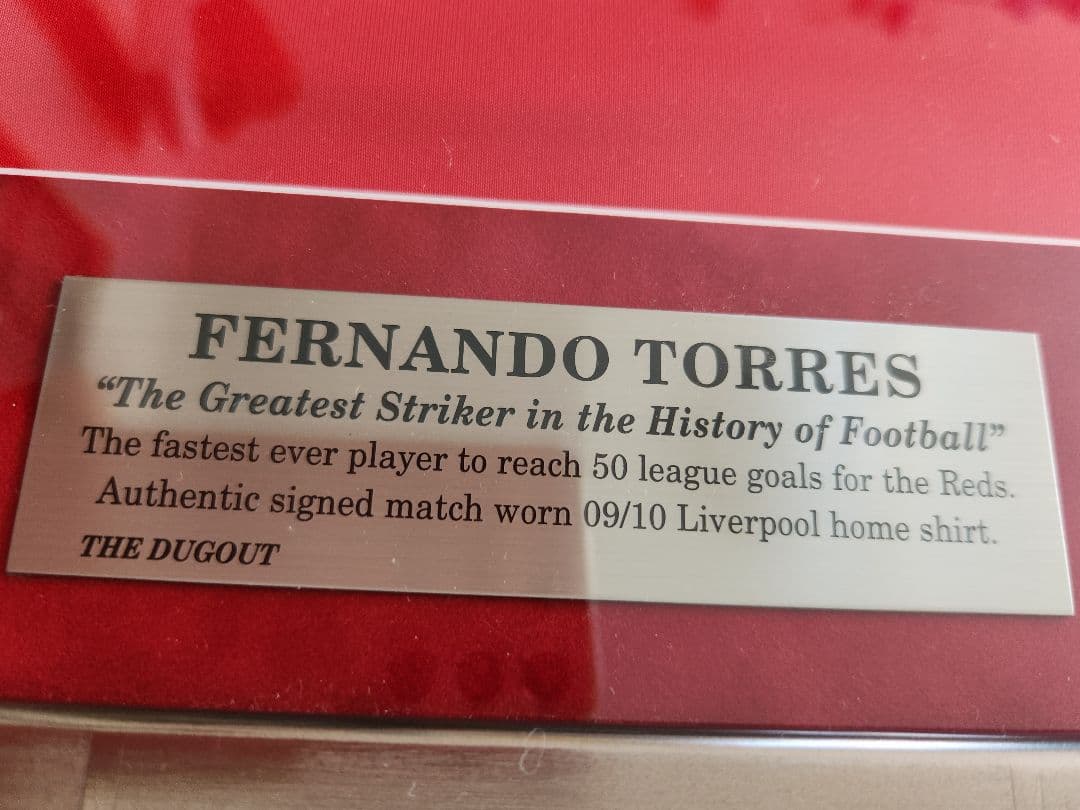 FERNANDO TORRES
“The Greatest Striker in the History of Football”
The fastest ever player to reach 50 league goals for the Reds.
Authentic signed match worn 09/10 Liverpool home shirt.
THE DUGOUT